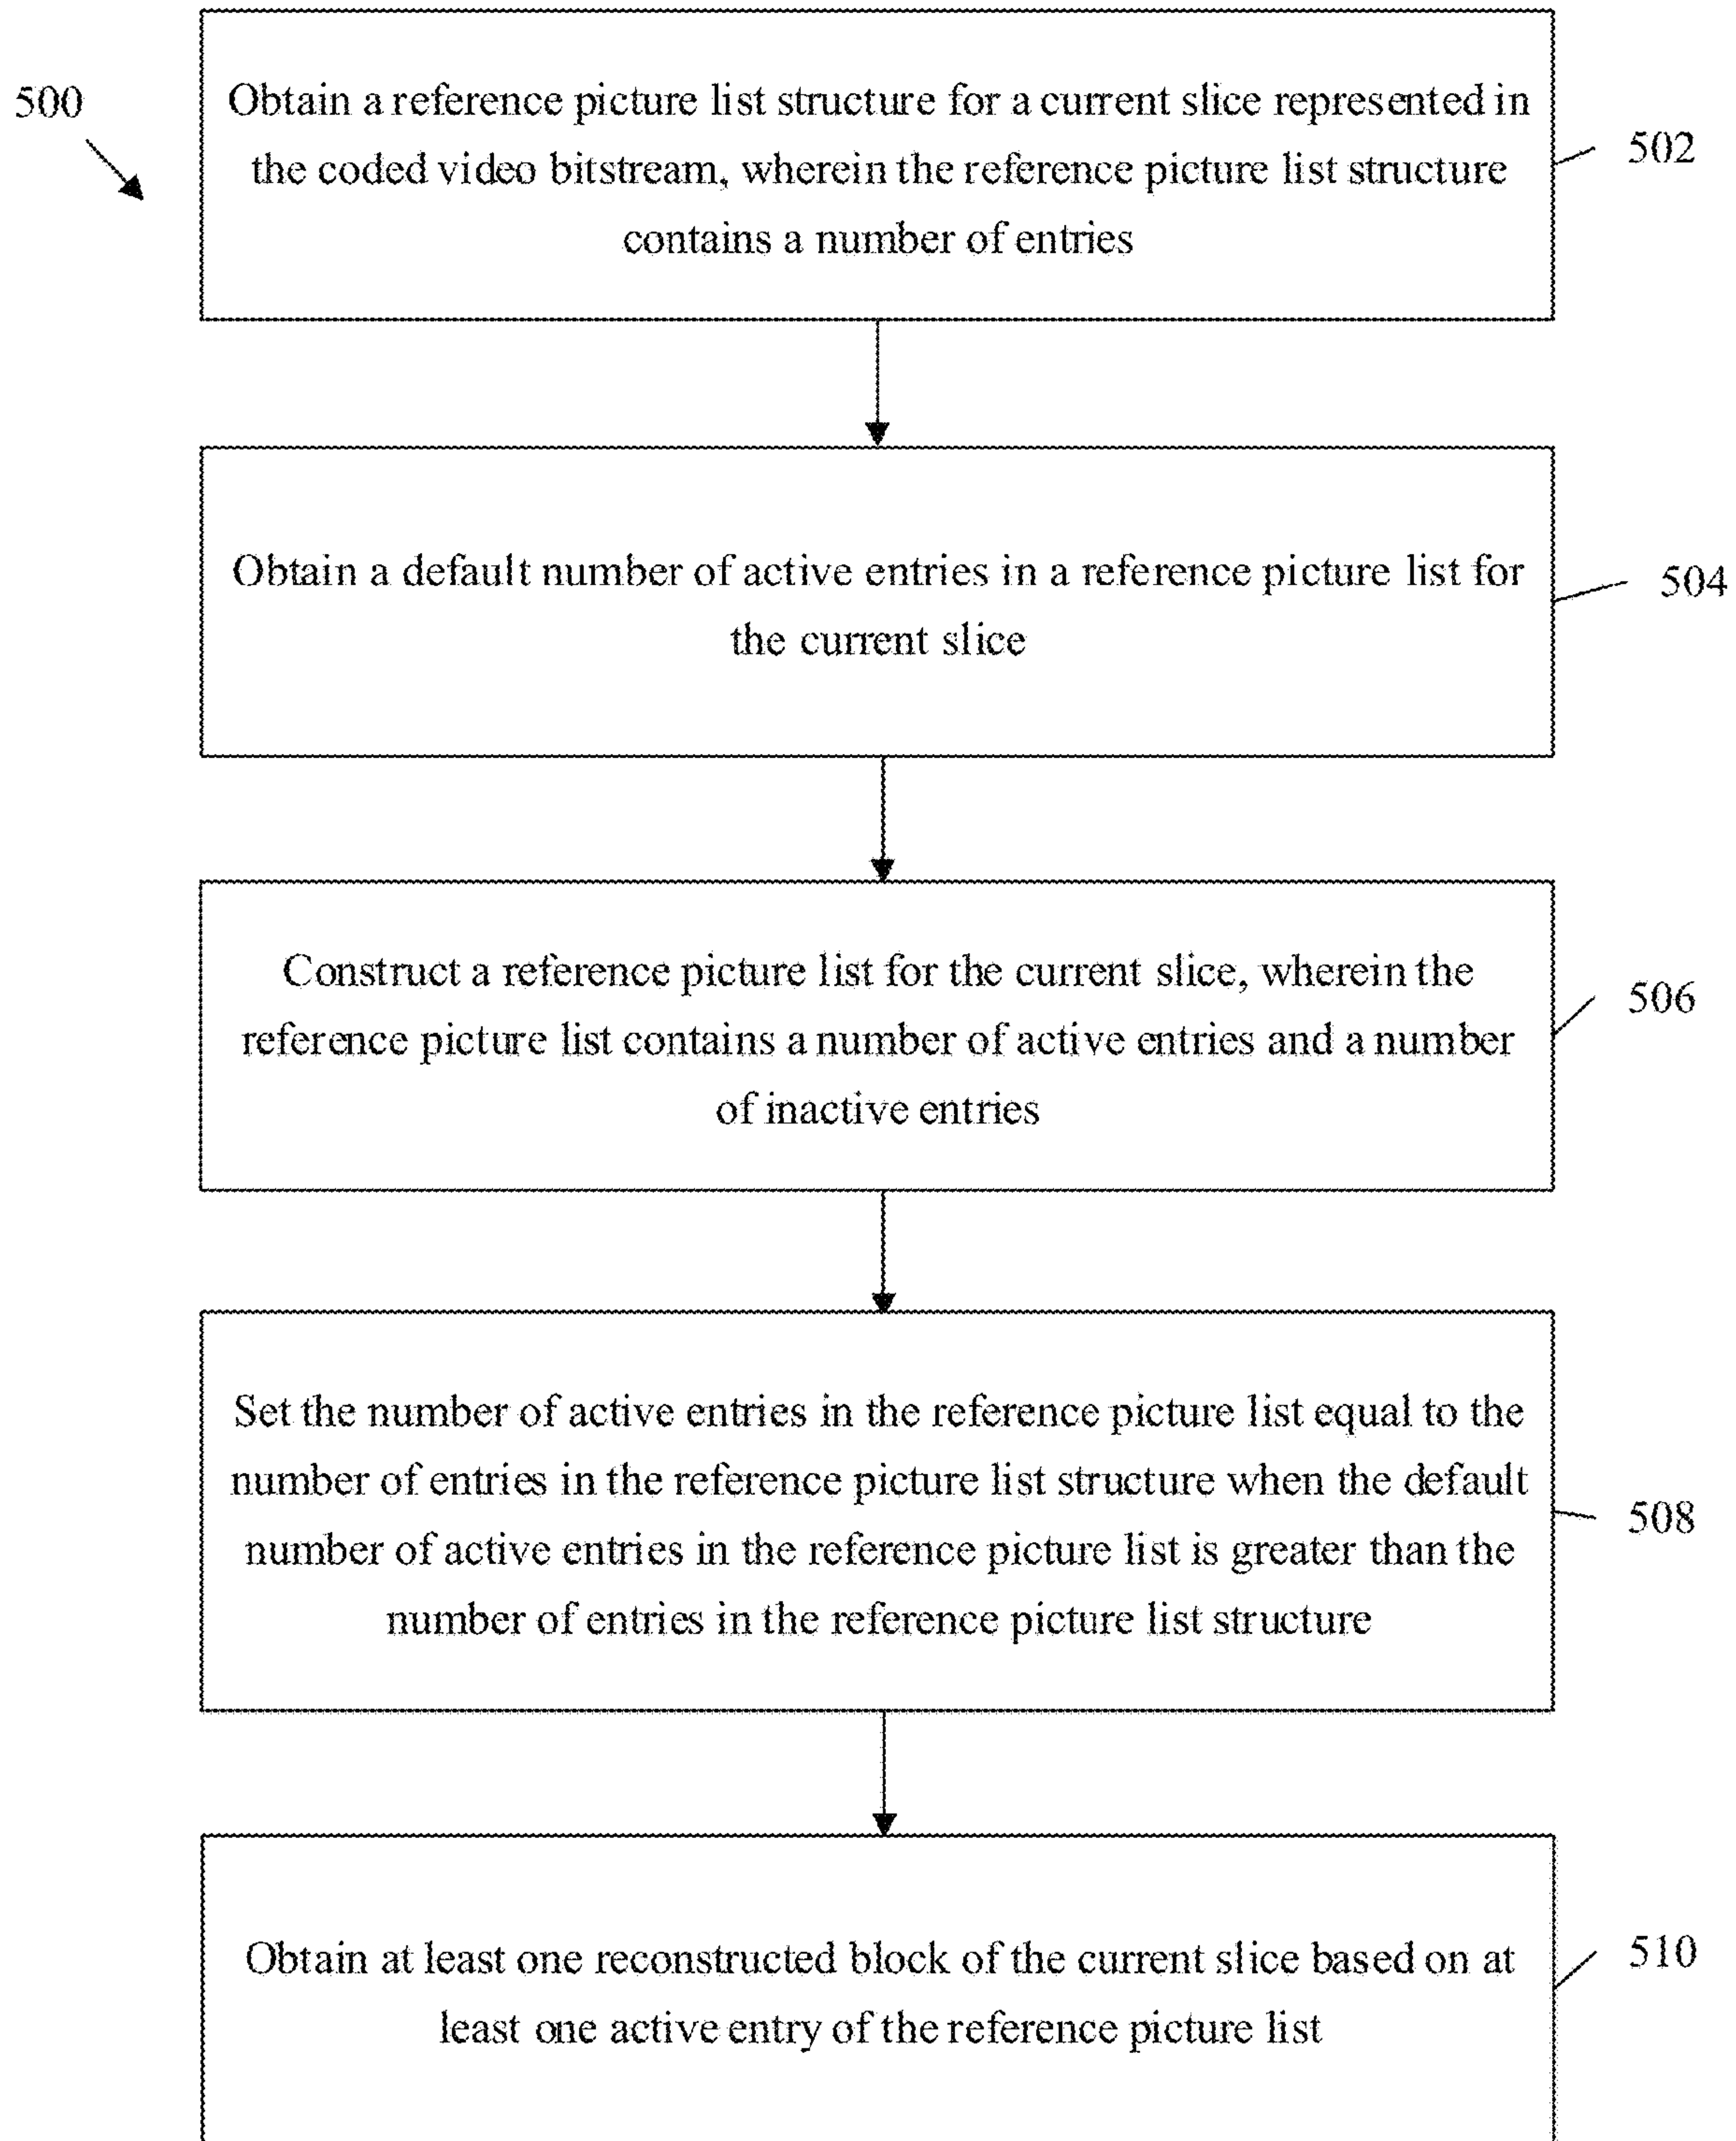 500
Obtain a reference picture list structure for a current slice represented in
the coded video bitstream, wherein the reference picture list structure
contains a number of entries
502
Obtain a default number of active entries in a reference picture list for
the current slice
504
Construct a reference picture list for the current slice, wherein the
reference picture list contains a number of active entries and a number
of inactive entries
506
Set the number of active entries in the reference picture list equal to the
number of entries in the reference picture list structure when the default
number of active entries in the reference picture list is greater than the
number of entries in the reference picture list structure
508
Obtain at least one reconstructed block of the current slice based on at
least one active entry of the reference picture list
510